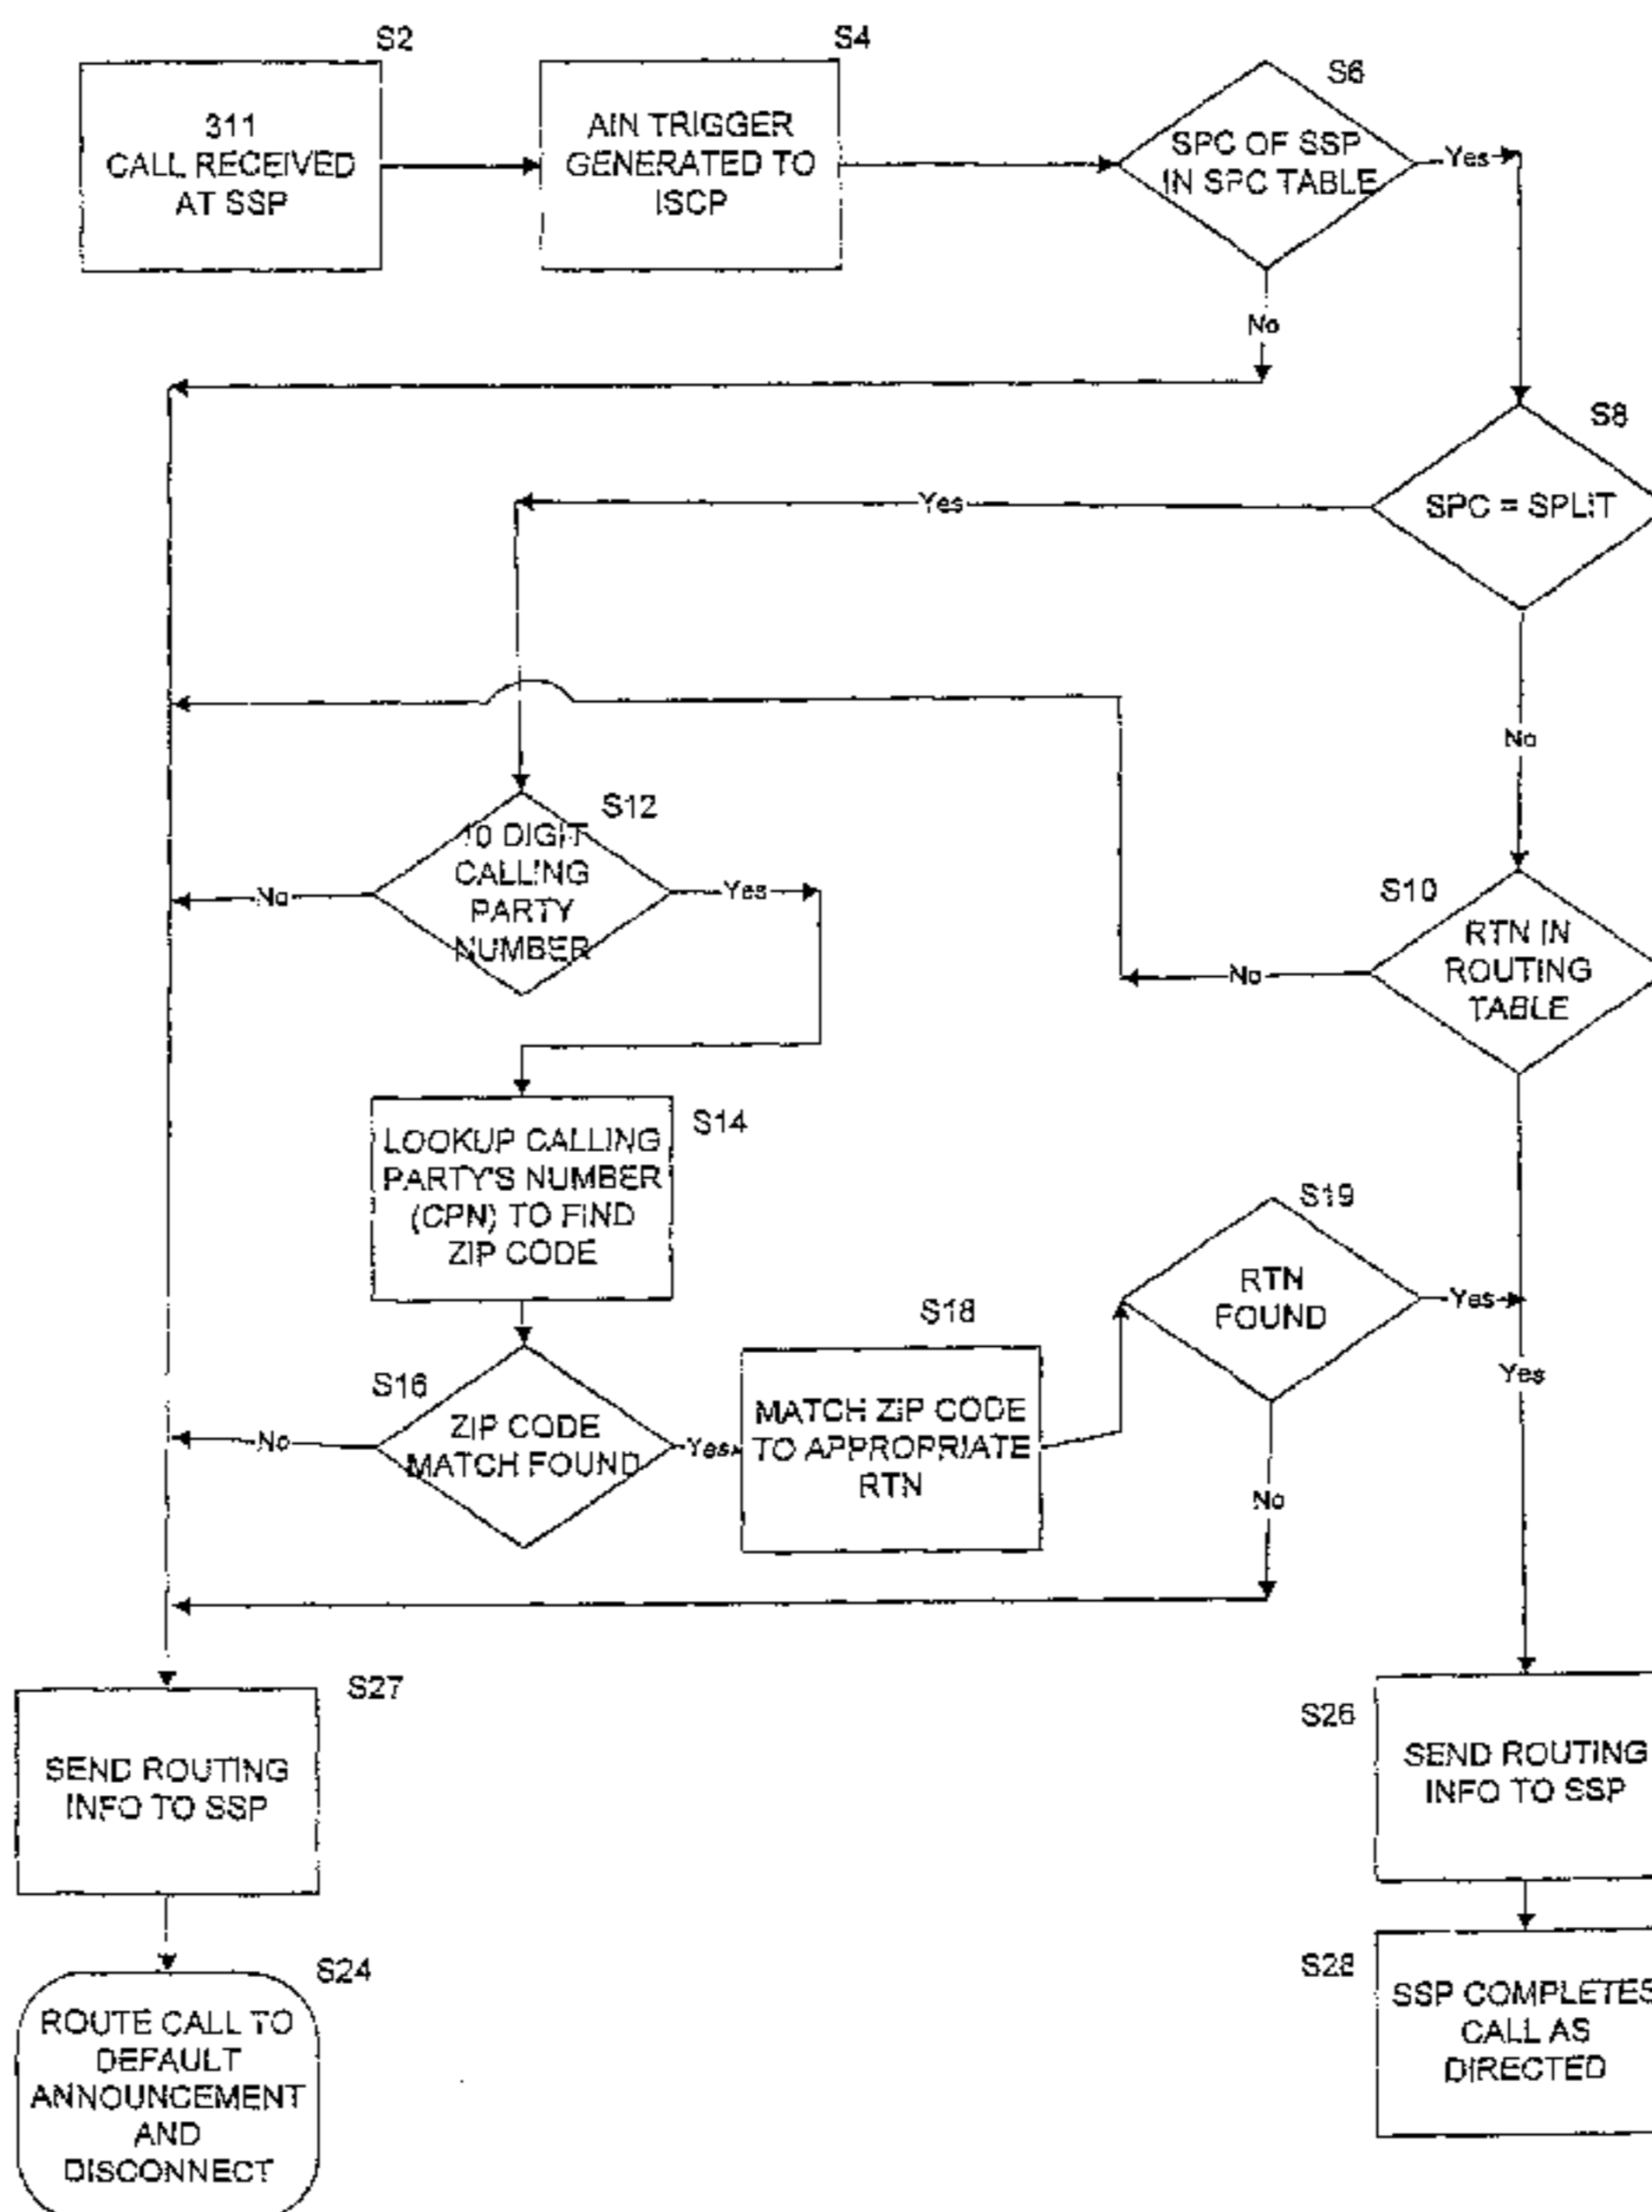 S2
311
CALL RECEIVED
AT SSP
S4
AIN TRIGGER
GENERATED TO
ISCP
S6
SPC OF SSP
IN SPC TABLE
Yes
No
S8
SPC = SPLIT
Yes
No
S12
10 DIGIT
CALLING
PARTY
NUMBER
No
Yes
S10
RTN IN
ROUTING
TABLE
No
Yes
S14
LOOKUP CALLING
PARTY'S NUMBER
(CPN) TO FIND
ZIP CODE
S16
ZIP CODE
MATCH FOUND
No
Yes
S18
MATCH ZIP CODE
TO APPROPRIATE
RTN
S19
RTN
FOUND
Yes
No
S27
SEND ROUTING
INFO TO SSP
S26
SEND ROUTING
INFO TO SSP
S24
ROUTE CALL TO
DEFAULT
ANNOUNCEMENT
AND
DISCONNECT
S28
SSP COMPLETES
CALL AS
DIRECTED